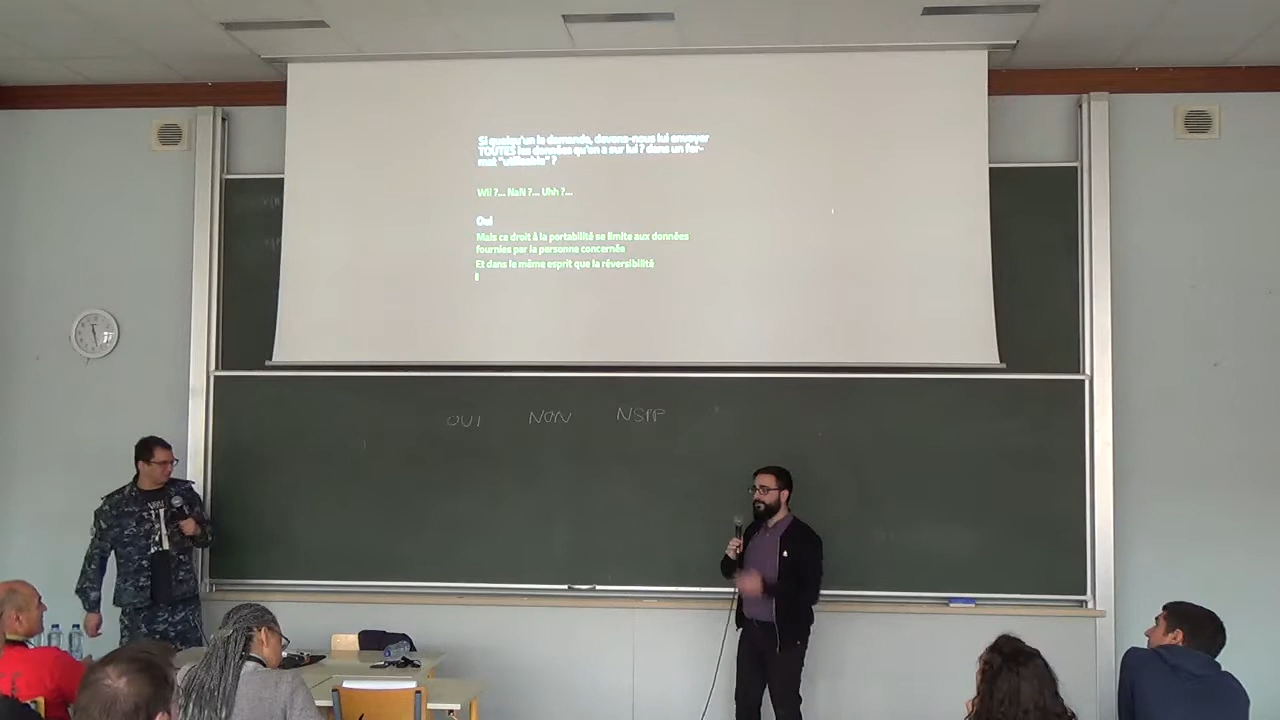 Si quelqu'un le demande, devons-nous lui envoyer
TOUTES les données qu'on a sur lui ? dans un for-
mat "utilisable" ?
Wii ?... NaN ?... Uhh ?...
Oui
Mais ce droit à la portabilité se limite aux données
fournies par la personne concernée
Et dans le même esprit que la réversibilité
OUI NON NSPP